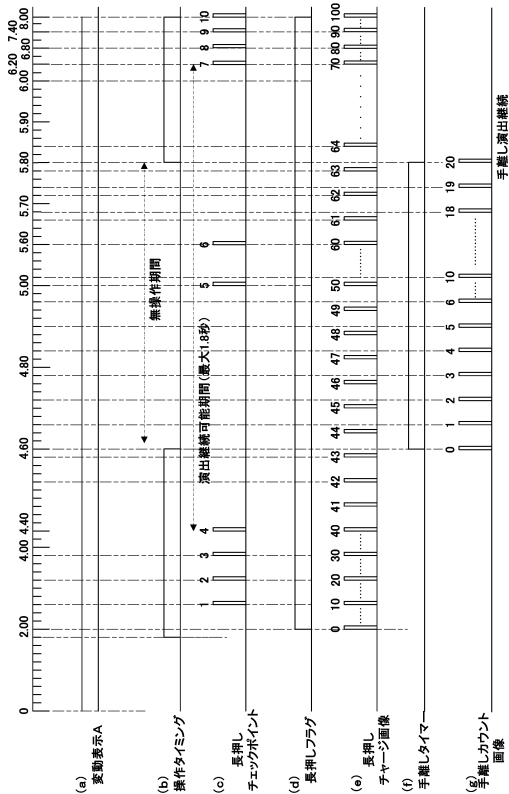 0 2.00 4.00 4.40 4.60 4.80 5.00 5.60 5.70 5.80 5.90 6.00 6.20 6.80 7.40 8.00
(a)
変動表示A
(b)
操作タイミング
無操作期間
(c)
長押し
チェックポイント
1 2 3 4 5 6 7 8 9 10
演出継続可能期間(最大1.8秒)
(d)
長押しフラグ
(e)
長押し
チャージ画像
0 10 20 30 40 41 42 43 44 45 46 47 48 49 50 60 61 62 63 64 70 80 90 100
(f)
手離しタイマー
(g)
手離しカウント
画像
0 1 2 3 4 5 6 10 18 19 20
手離し演出継続